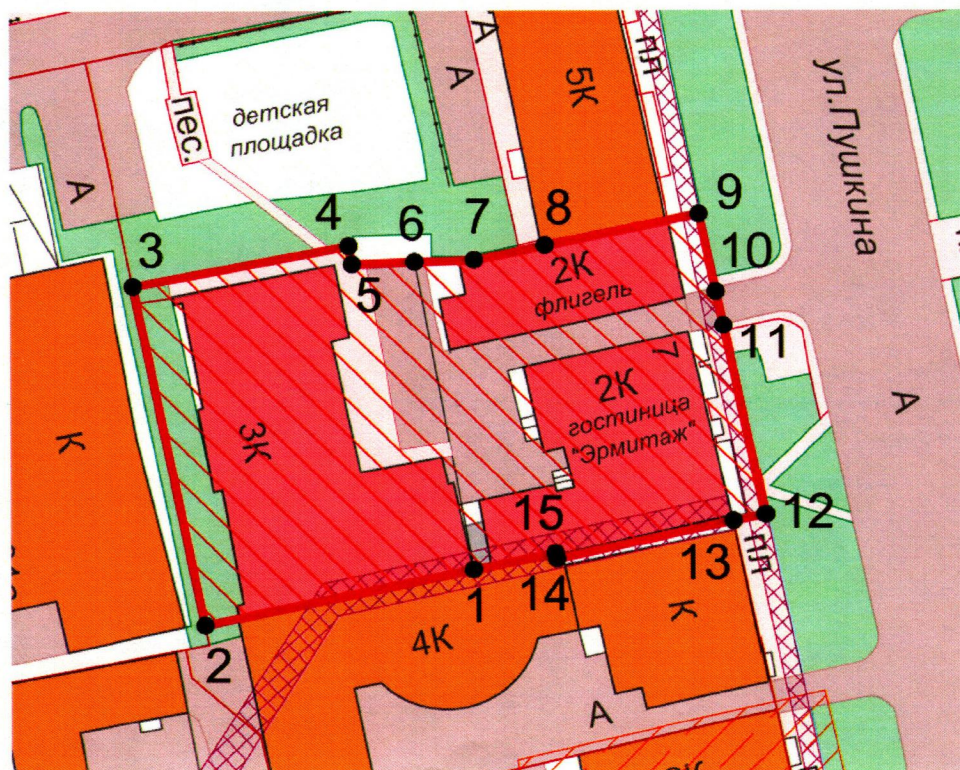 А
5К
пл
ул.Пушкина
А
пес.
детская
площадка
А
3
4
5
6
7
8
9
10
11
12
2К
флигель
7
2К
гостиница
"Эрмитаж"
3К
К
А
15
14
13
1
2
пл
4К
К
А